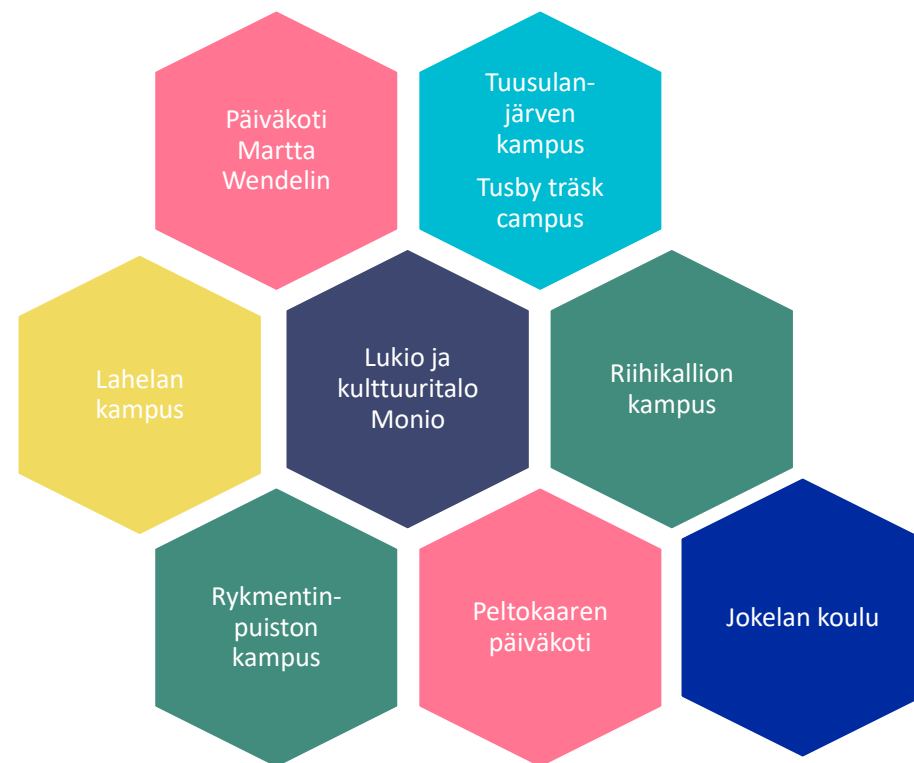 Päiväkoti
Martta
Wendelin
Tuusulan-
järven
kampus
Tusby träsk
campus
Lahelan
kampus
Lukio ja
kulttuuritalo
Monio
Riihikallion
kampus
Rykmentin-
puiston
kampus
Peltokaaren
päiväkoti
Jokelan koulu